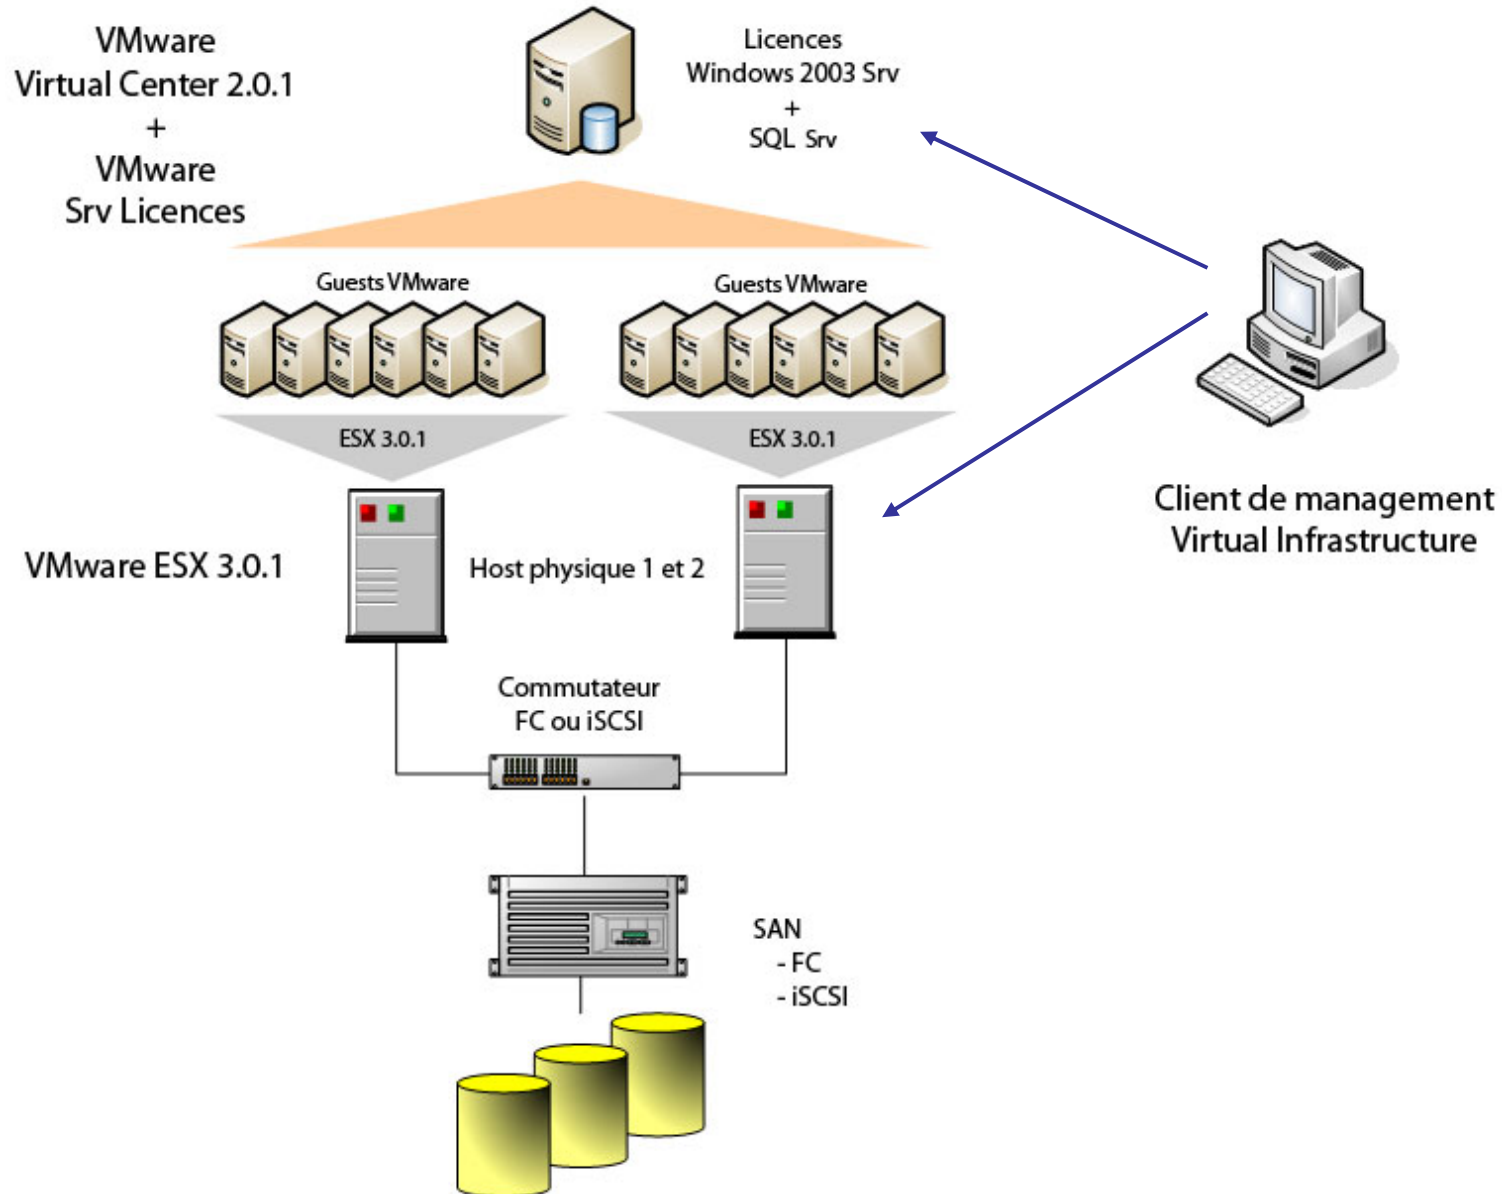 VMware
Virtual Center 2.0.1
+
VMware
Srv Licences
Licences
Windows 2003 Srv
+
SQL Srv
Guests VMware
Guests VMware
ESX 3.0.1
ESX 3.0.1
VMware ESX 3.0.1
Host physique 1 et 2
Client de management
Virtual Infrastructure
Commutateur
FC ou iSCSI
SAN
- FC
- iSCSI